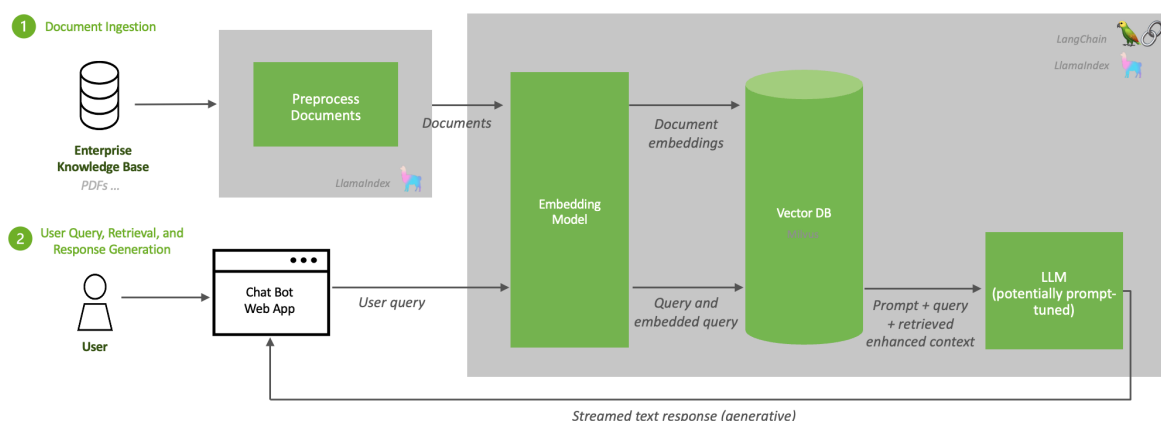 1
Document Ingestion
LangChain
LlamaIndex
Preprocess
Documents
Documents
Document
embeddings
Enterprise
Knowledge Base
PDFs ...
LlamaIndex
Embedding
Model
Vector DB
Milvus
2
User Query, Retrieval, and
Response Generation
Chat Bot
Web App
User query
Query and
embedded query
LLM
(potentially prompt-
tuned)
Prompt + query
+ retrieved
enhanced context
User
Streamed text response (generative)